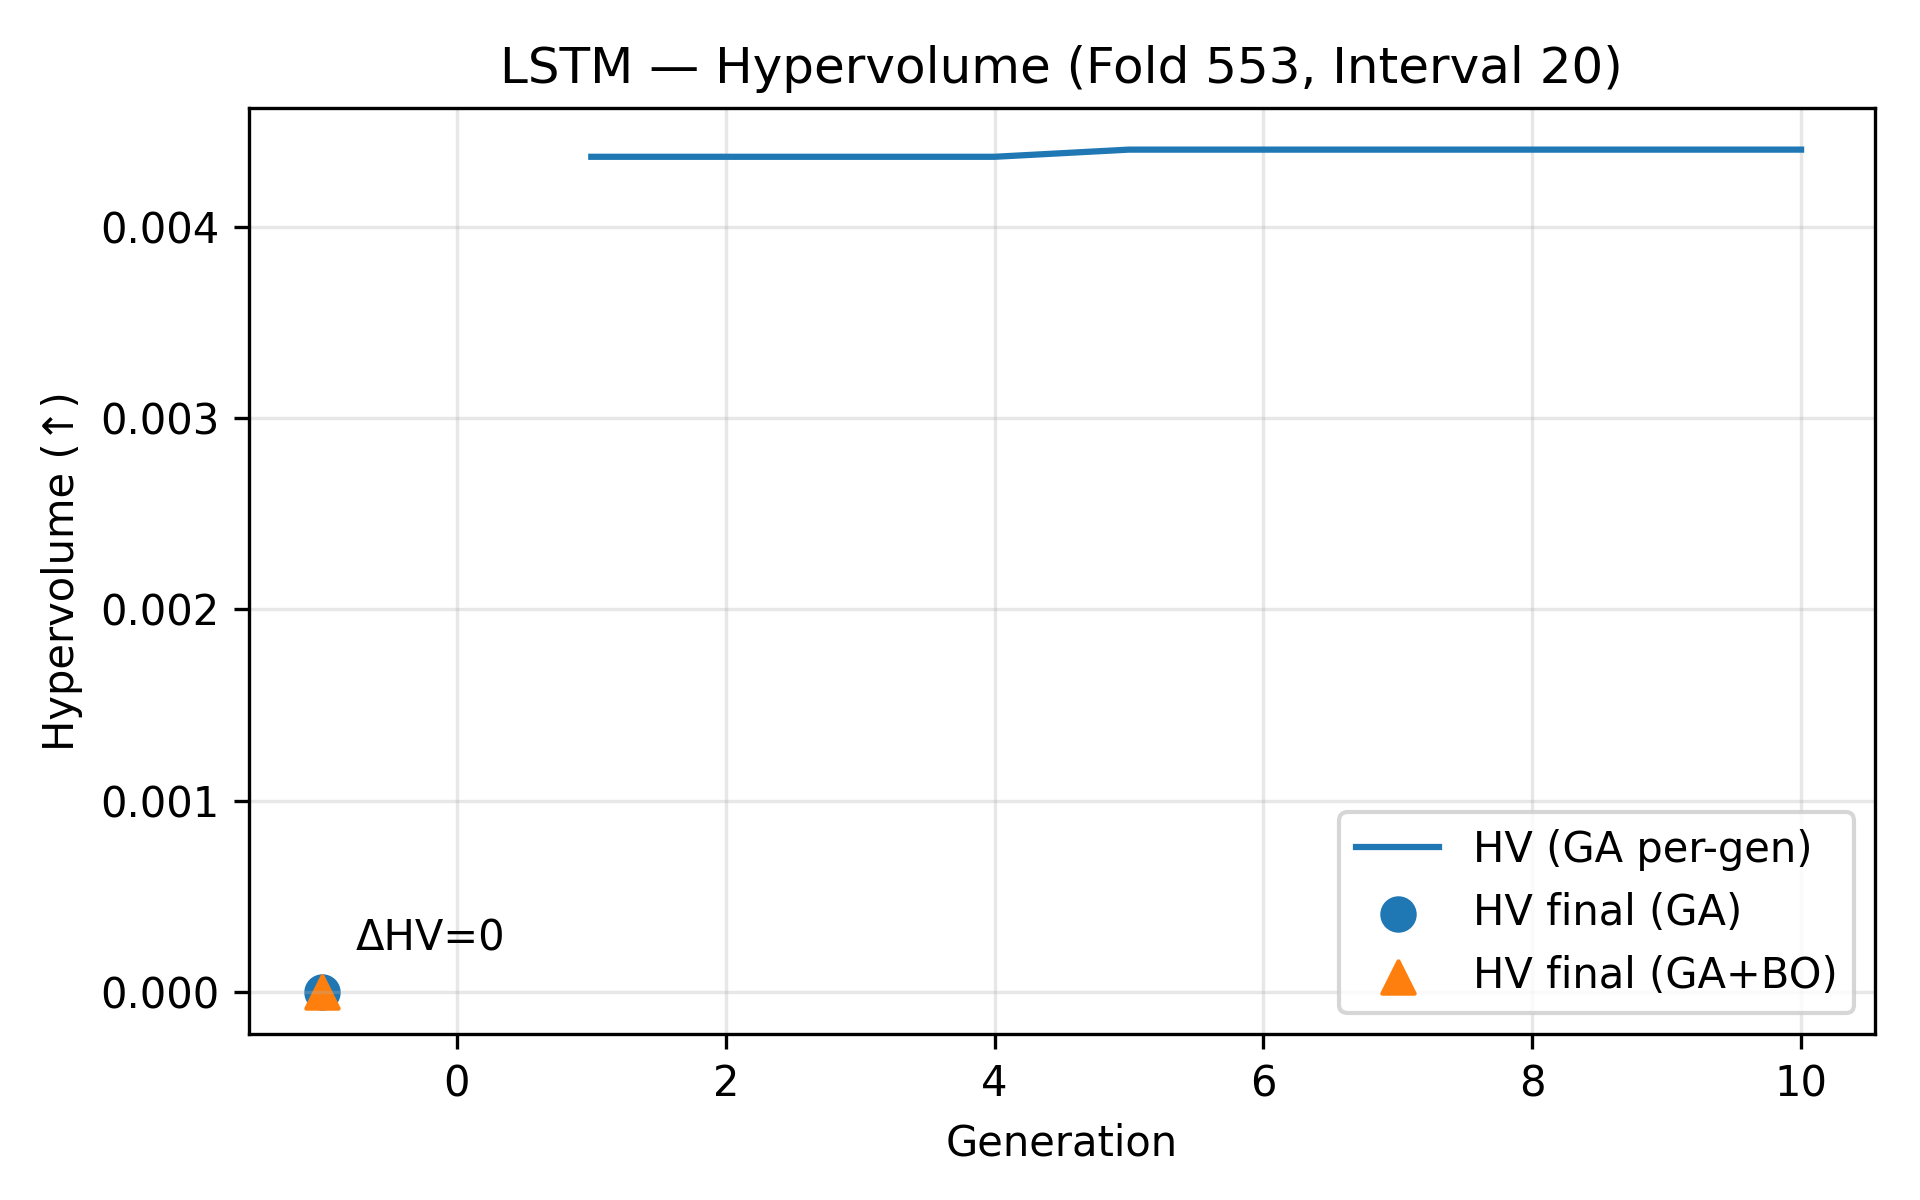 LSTM — Hypervolume (Fold 553, Interval 20)
Hypervolume (↑)
0.004
0.003
0.002
0.001
0.000
ΔHV=0
HV (GA per-gen)
HV final (GA)
HV final (GA+BO)
0 2 4 6 8 10
Generation